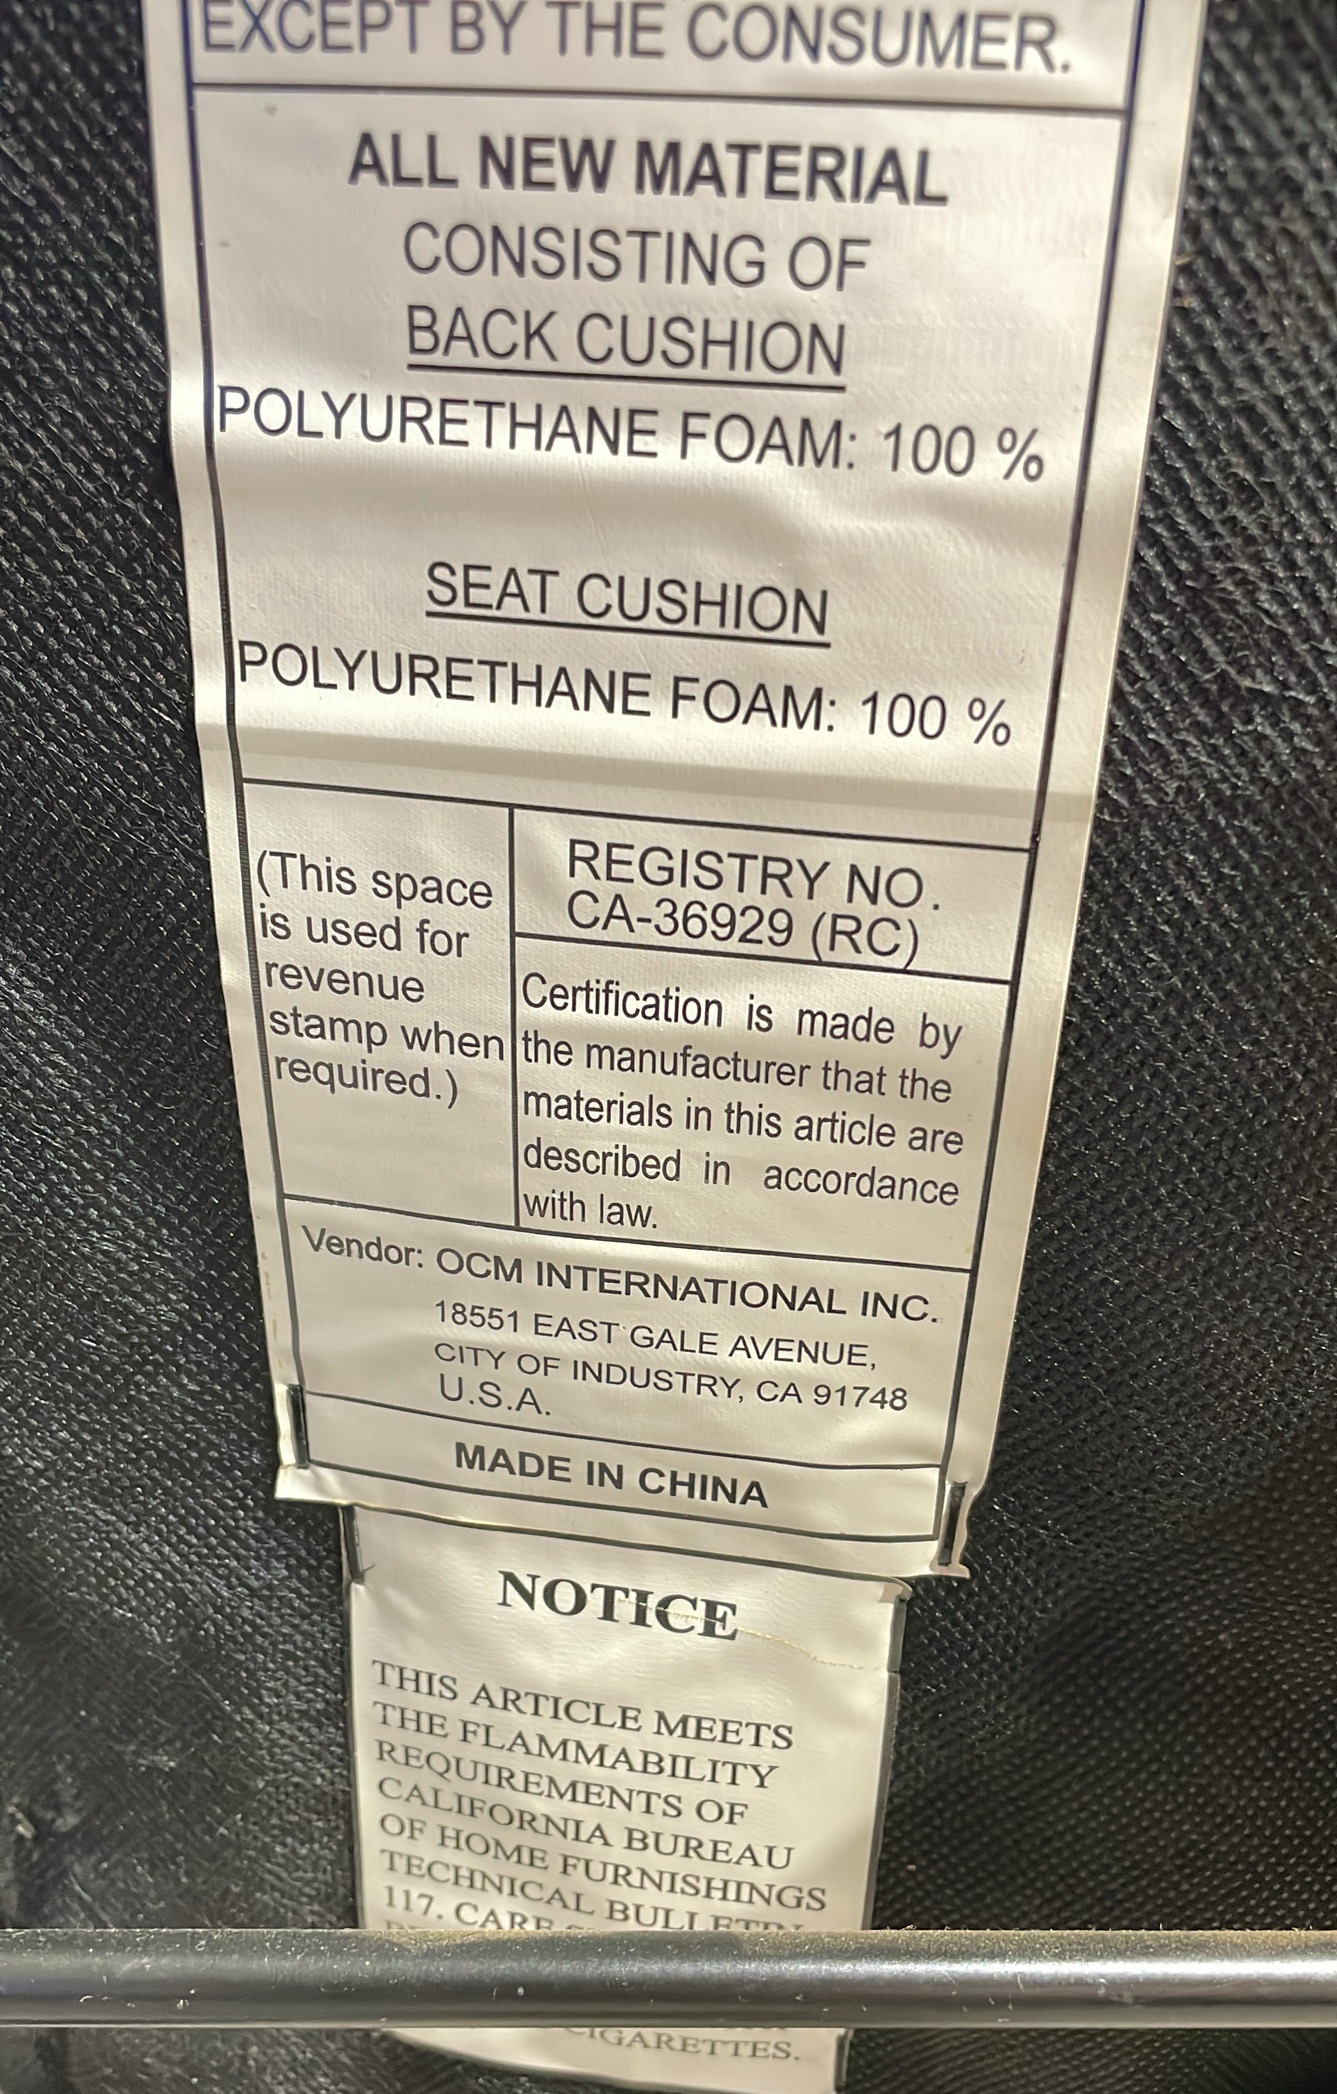 EXCEPT BY THE CONSUMER.
ALL NEW MATERIAL
CONSISTING OF
BACK CUSHION
POLYURETHANE FOAM: 100 %
SEAT CUSHION
POLYURETHANE FOAM: 100 %
(This space
is used for
revenue
stamp when
required.)
REGISTRY NO.
CA-36929 (RC)
Certification is made by
the manufacturer that the
materials in this article are
described in accordance
with law.
Vendor: OCM INTERNATIONAL INC.
18551 EAST GALE AVENUE,
CITY OF INDUSTRY, CA 91748
U.S.A.
MADE IN CHINA
NOTICE
THIS ARTICLE MEETS
THE FLAMMABILITY
REQUIREMENTS OF
CALIFORNIA BUREAU
OF HOME FURNISHINGS
TECHNICAL BULLETIN
117. CARE
CIGARETTES.